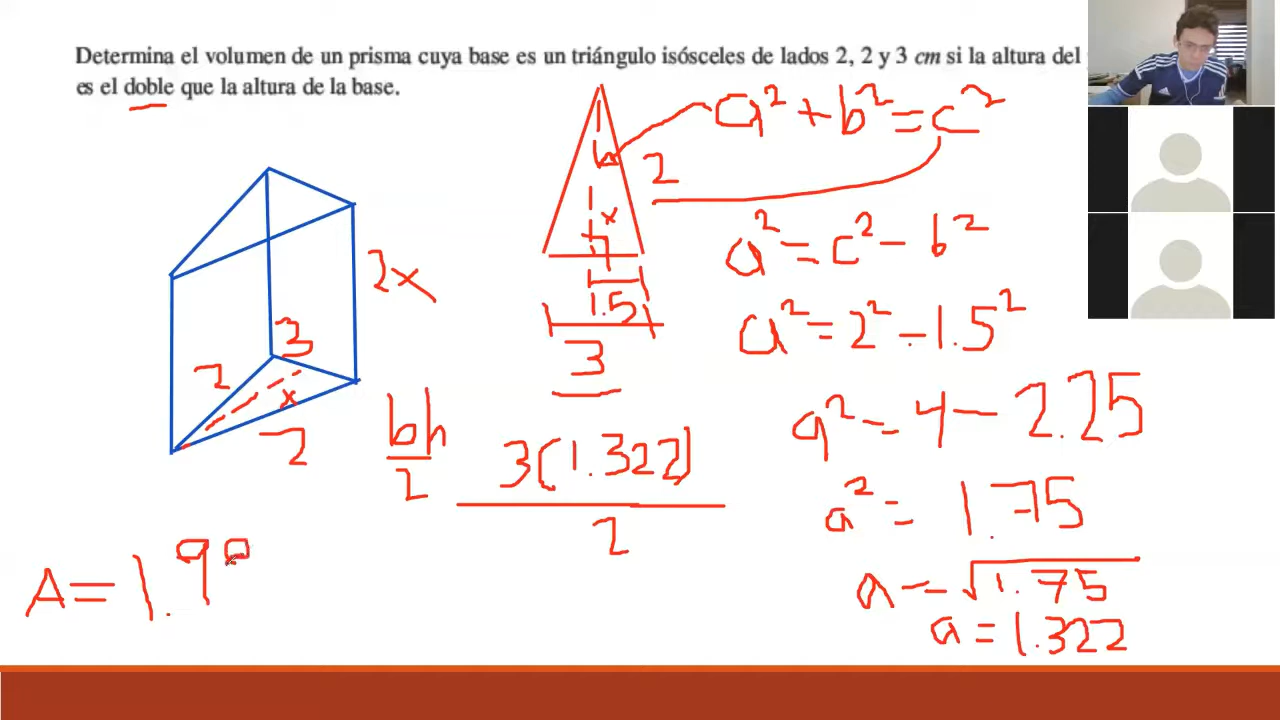 Determina el volumen de un prisma cuya base es un triángulo isósceles de lados 2, 2 y 3 cm si la altura del
es el doble que la altura de la base.
a² + b² = c²
2
x
1.5
3
a² = c² - b²
a² = 2² - 1.5²
a² = 4 - 2.25
a² = 1.75
a = √1.75
a = 1.322
2x
3
2
x
2
bh
2
3(1.322)
2
A = 1.9